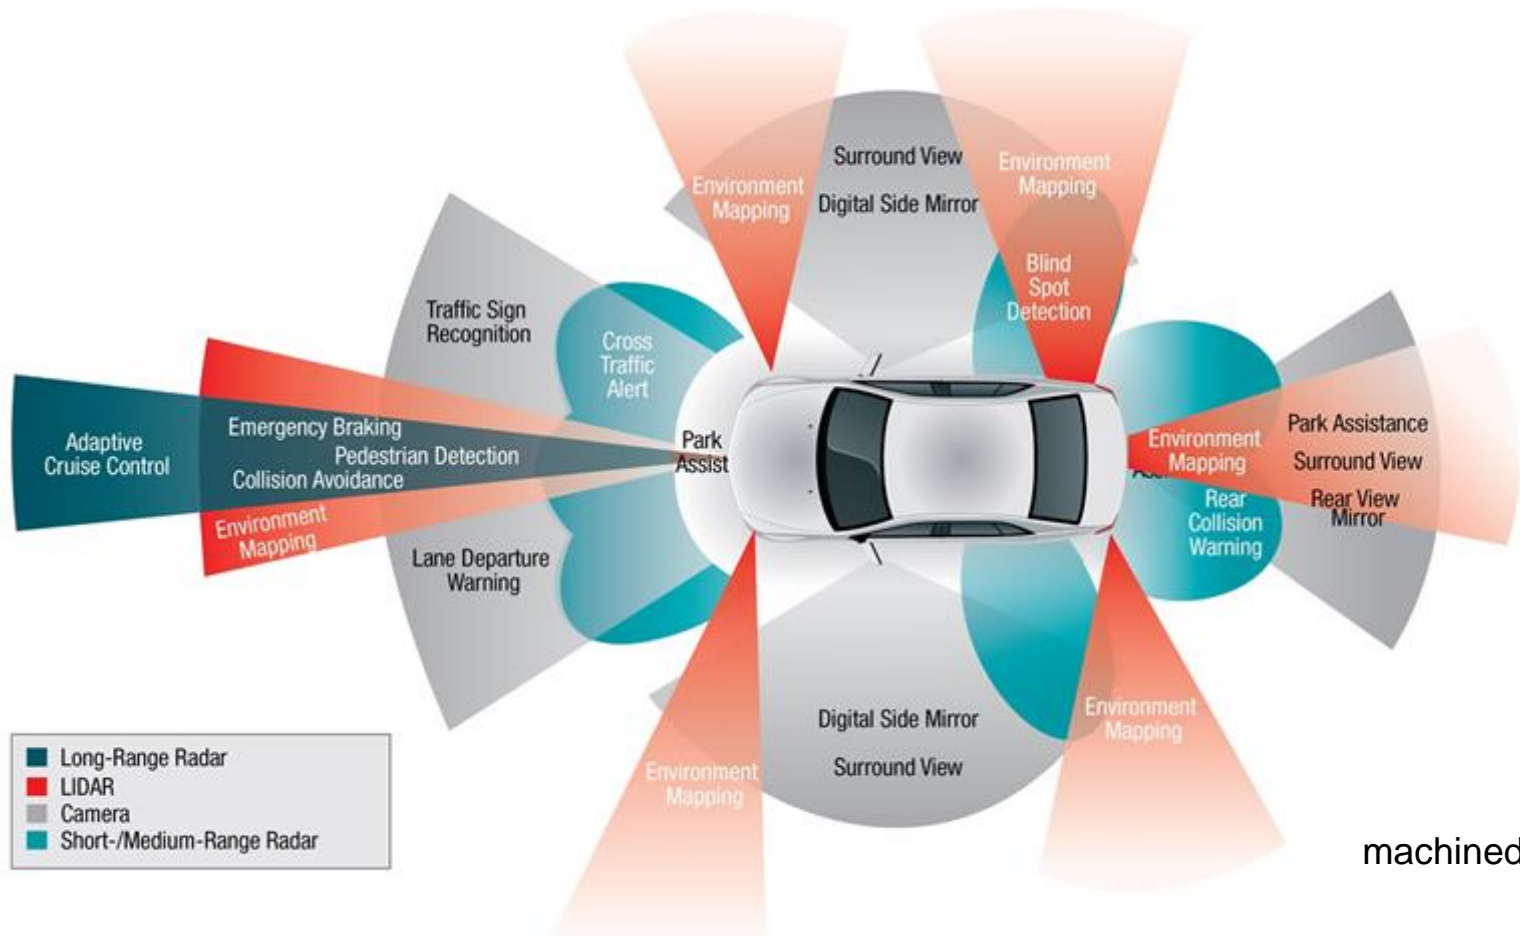 Surround View
Digital Side Mirror
Environment
Mapping
Environment
Mapping
Blind
Spot
Detection
Traffic Sign
Recognition
Cross
Traffic
Alert
Adaptive
Cruise Control
Emergency Braking
Pedestrian Detection
Collision Avoidance
Environment
Mapping
Park
Assist
Lane Departure
Warning
Environment
Mapping
Park Assistance
Surround View
Rear View
Mirror
Rear
Collision
Warning
Digital Side Mirror
Surround View
Environment
Mapping
Environment
Mapping
Long-Range Radar
LIDAR
Camera
Short-/Medium-Range Radar
machined